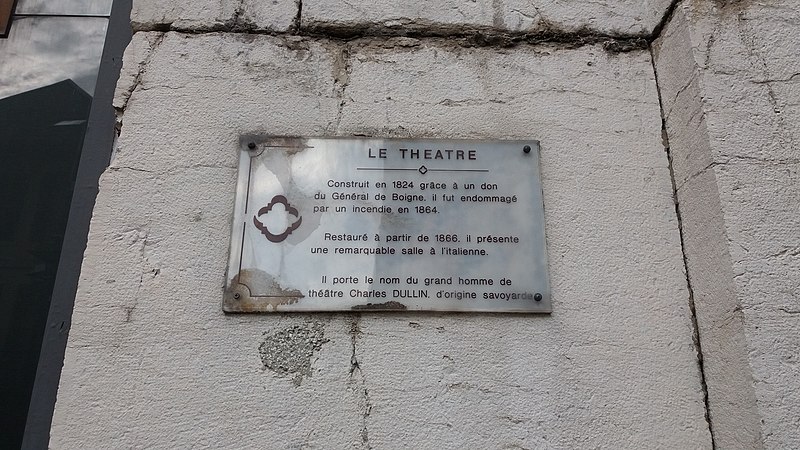 LE THEATRE
Construit en 1824 grâce à un don
du Général de Boigne, il fut endommagé
par un incendie en 1864.
Restauré à partir de 1866, il présente
une remarquable salle à l'italienne.
Il porte le nom du grand homme de
théâtre Charles DULLIN, d'origine savoyarde